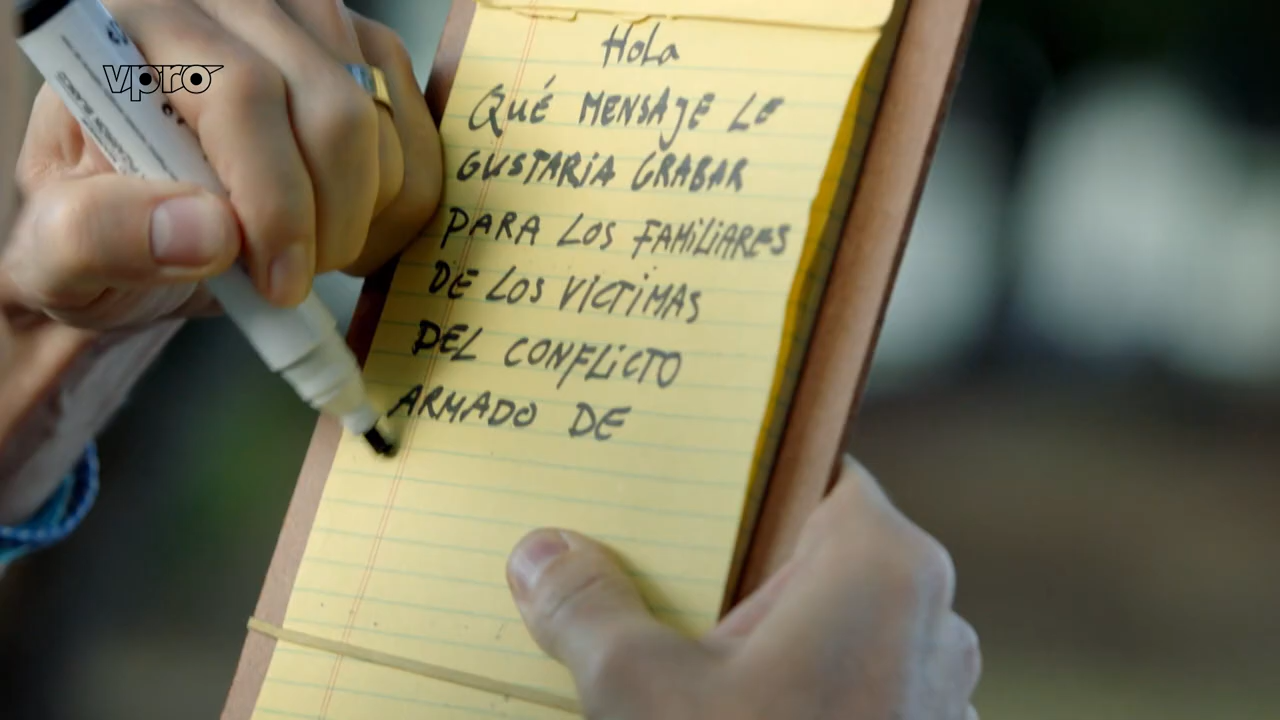 vpro
Hola
QuÉ MENSAJE LE
GUSTARiA GRABAR
PARA LOS FAMiLiARES
DE LOS ViCTiMAS
DEL CONFLiCTO
ARMADO DE